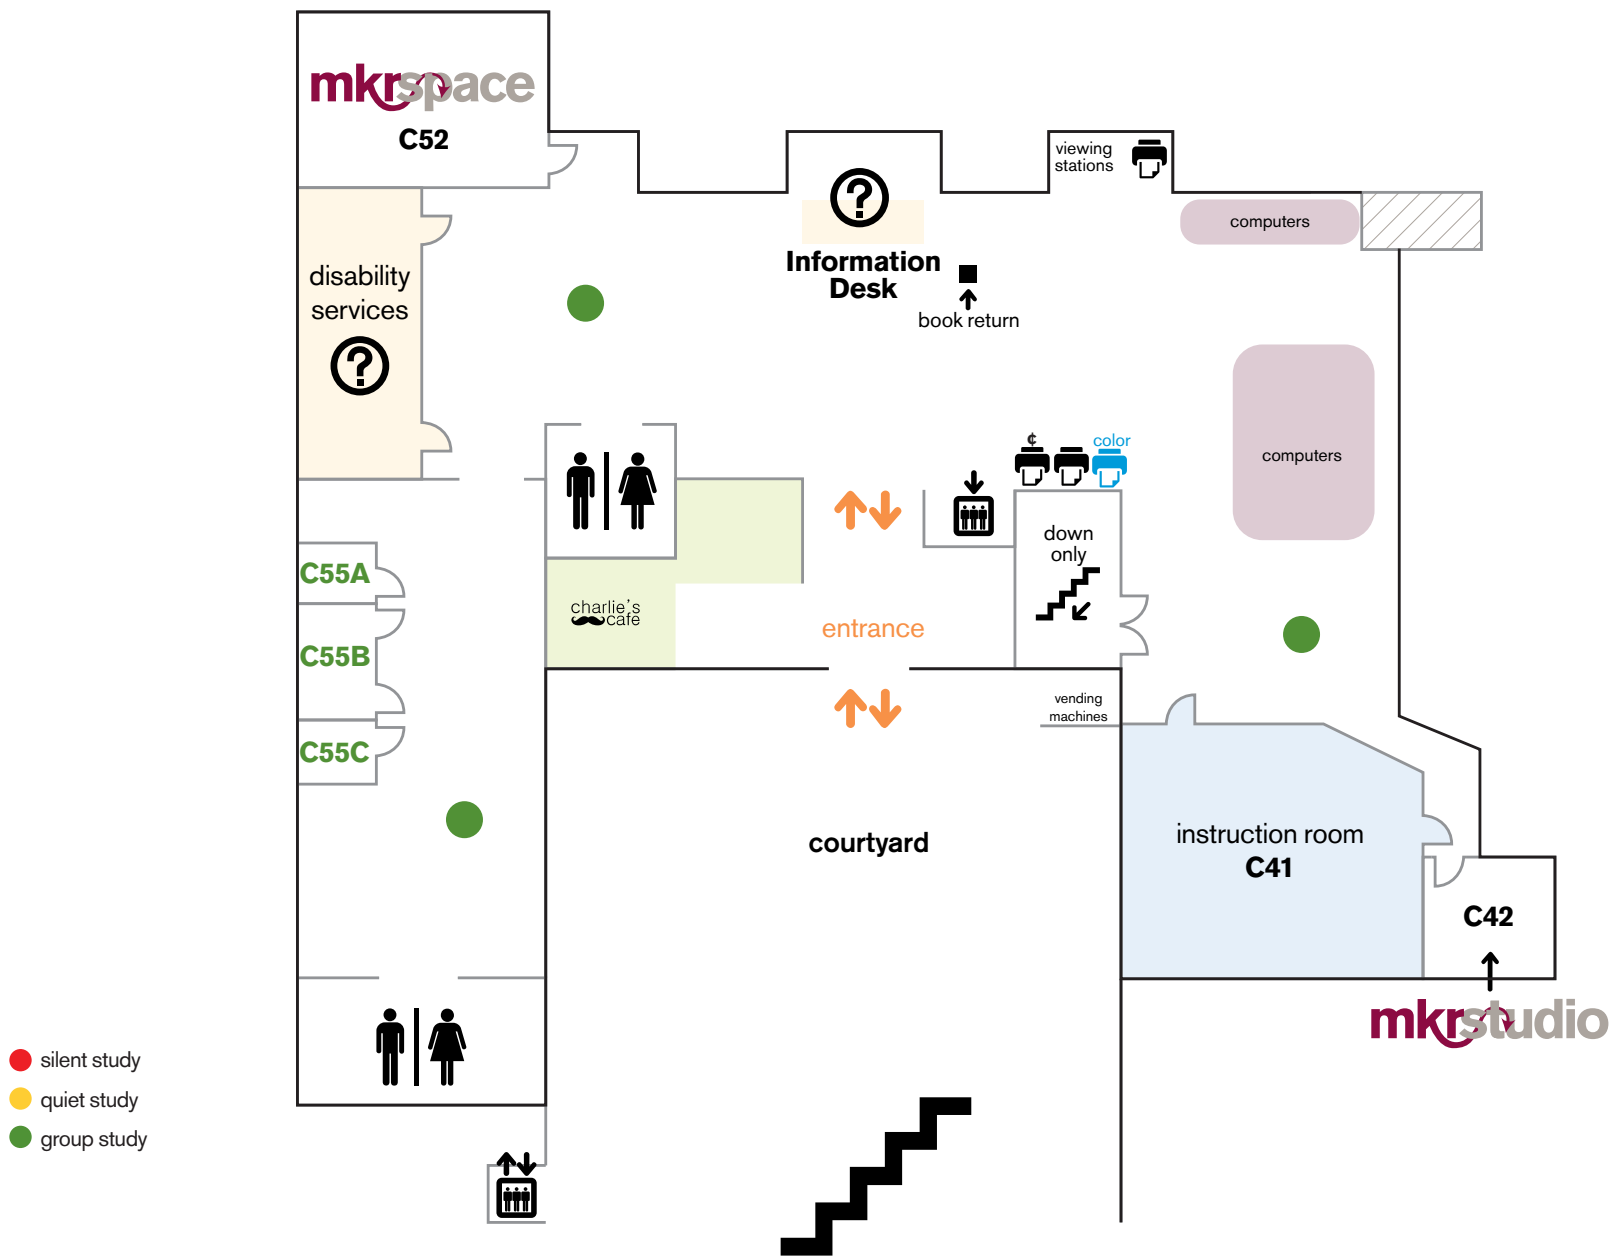 mkrspace
C52
viewing
stations
computers
disability
services
?
?
Information
Desk
book return
computers
¢
color
down
only
C55A
C55B
C55C
charlie's
cafe
entrance
vending
machines
courtyard
instruction room
C41
C42
mkrstudio
silent study
quiet study
group study